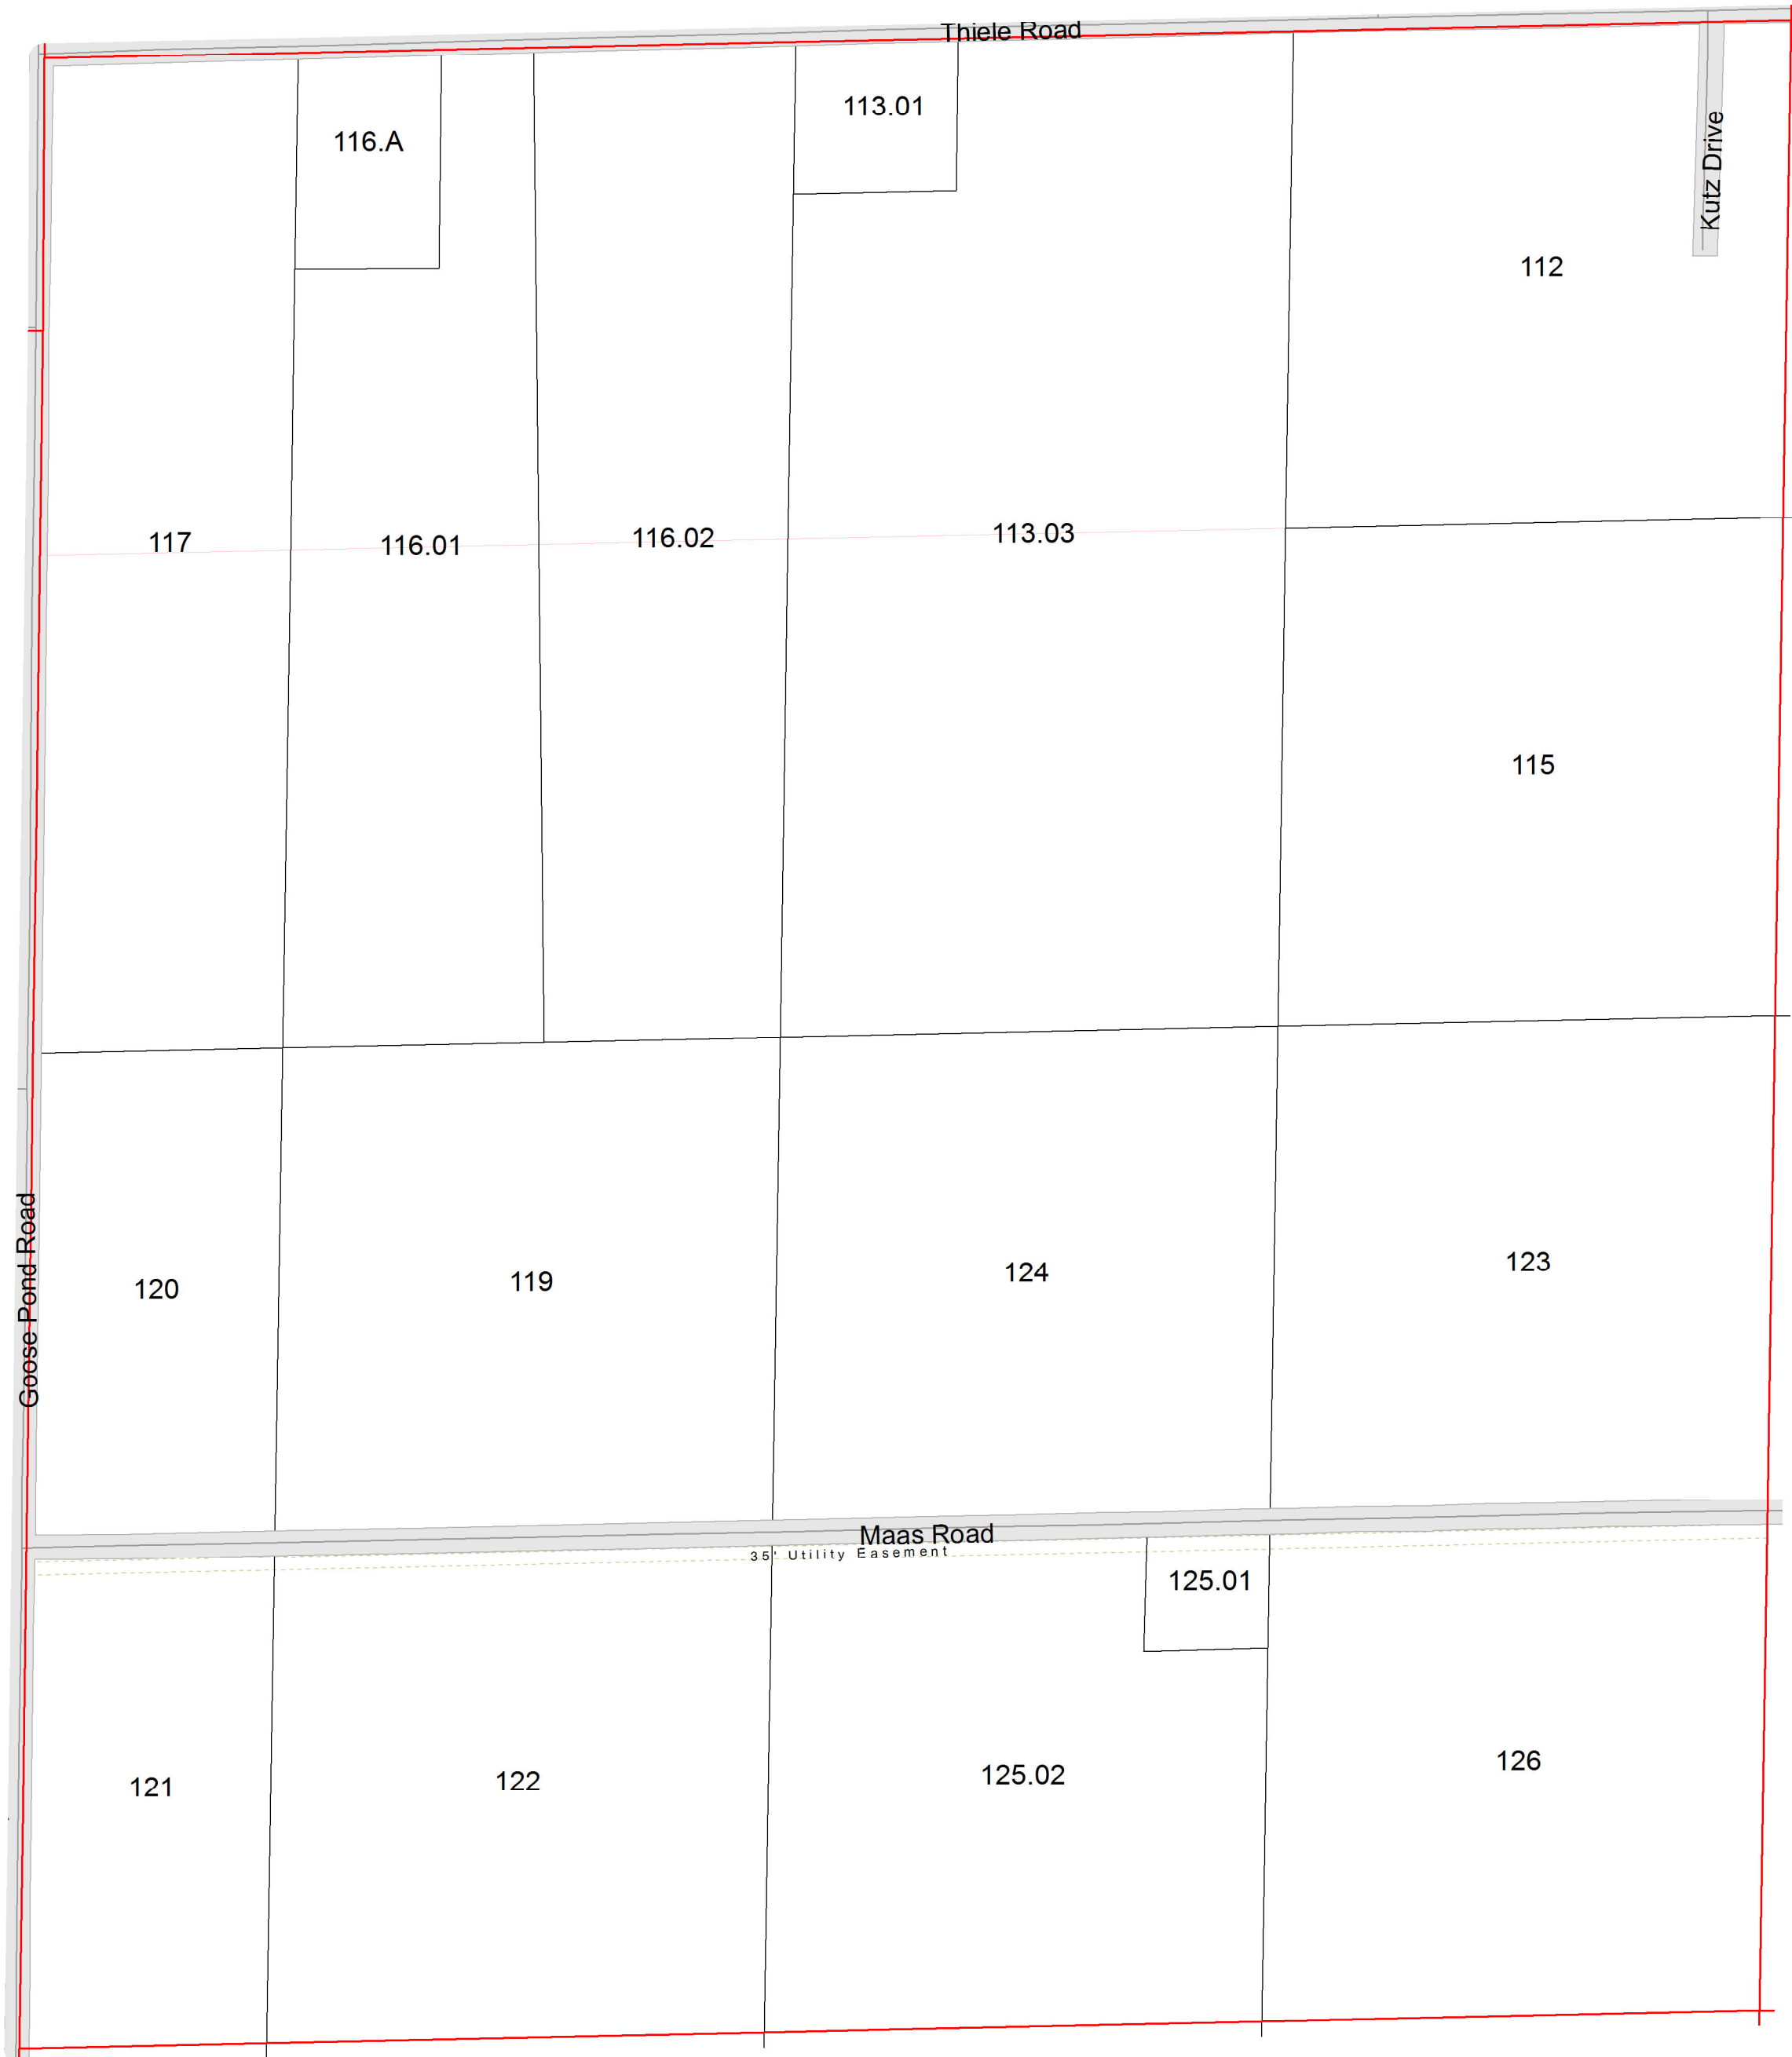 Thiele Road
113.01
116.A
Kutz Drive
112
113.03
116.02
117
116.01
115
Goose Pond Road
123
124
119
120
Maas Road
35' Utility Easement
125.01
126
125.02
122
121